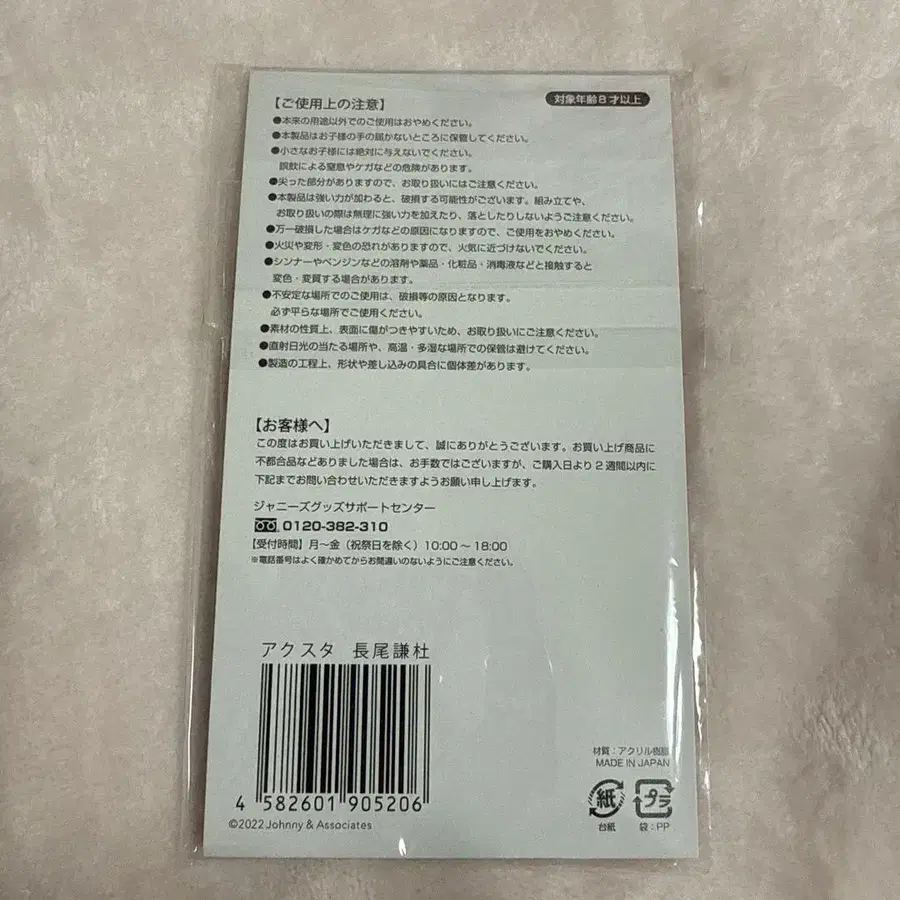 【ご使用上の注意】
対象年齢8才以上
●本来の用途以外でのご使用はおやめください。
●本製品はお子様の手の届かないところに保管してください。
●小さなお子様には絶対に与えないでください。
誤飲による窒息やケガなどの危険があります。
●尖った部分がありますので、お取り扱いにはご注意ください。
●本製品は強い力が加わると、破損する可能性がございます。組み立てや、
お取り扱いの際は無理に強い力を加えたり、落としたりしないようご注意ください。
●万一破損した場合はケガなどの原因になりますので、ご使用をおやめください。
●火災や変形・変色の恐れがありますので、火気に近づけないでください。
●シンナーやベンジンなどの溶剤や薬品・化粧品・消毒液などと接触すると
変色・変質する場合があります。
●不安定な場所でのご使用は、破損等の原因となります。
必ず平らな場所でご使用ください。
●素材の性質上、表面に傷がつきやすいため、お取り扱いにご注意ください。
●直射日光の当たる場所や、高温・多湿な場所での保管は避けてください。
●製造の工程上、形状や差し込みの具合に個体差があります。
【お客様へ】
この度はお買い上げいただきまして、誠にありがとうございます。お買い上げ商品に
不都合品などありました場合は、お手数ではございますが、ご購入日より2週間以内に
下記までお問い合わせいただきますようお願い申し上げます。
ジャニーズグッズサポートセンター
0120-382-310
【受付時間】月〜金（祝祭日を除く）10:00〜18:00
※電話番号はよく確かめてからお間違いのないようにご注意ください。
アクスタ 長尾謙杜
4 582601 905206
©2022 Johnny & Associates
材質：アクリル樹脂
MADE IN JAPAN
紙 プラ
台紙 袋：PP